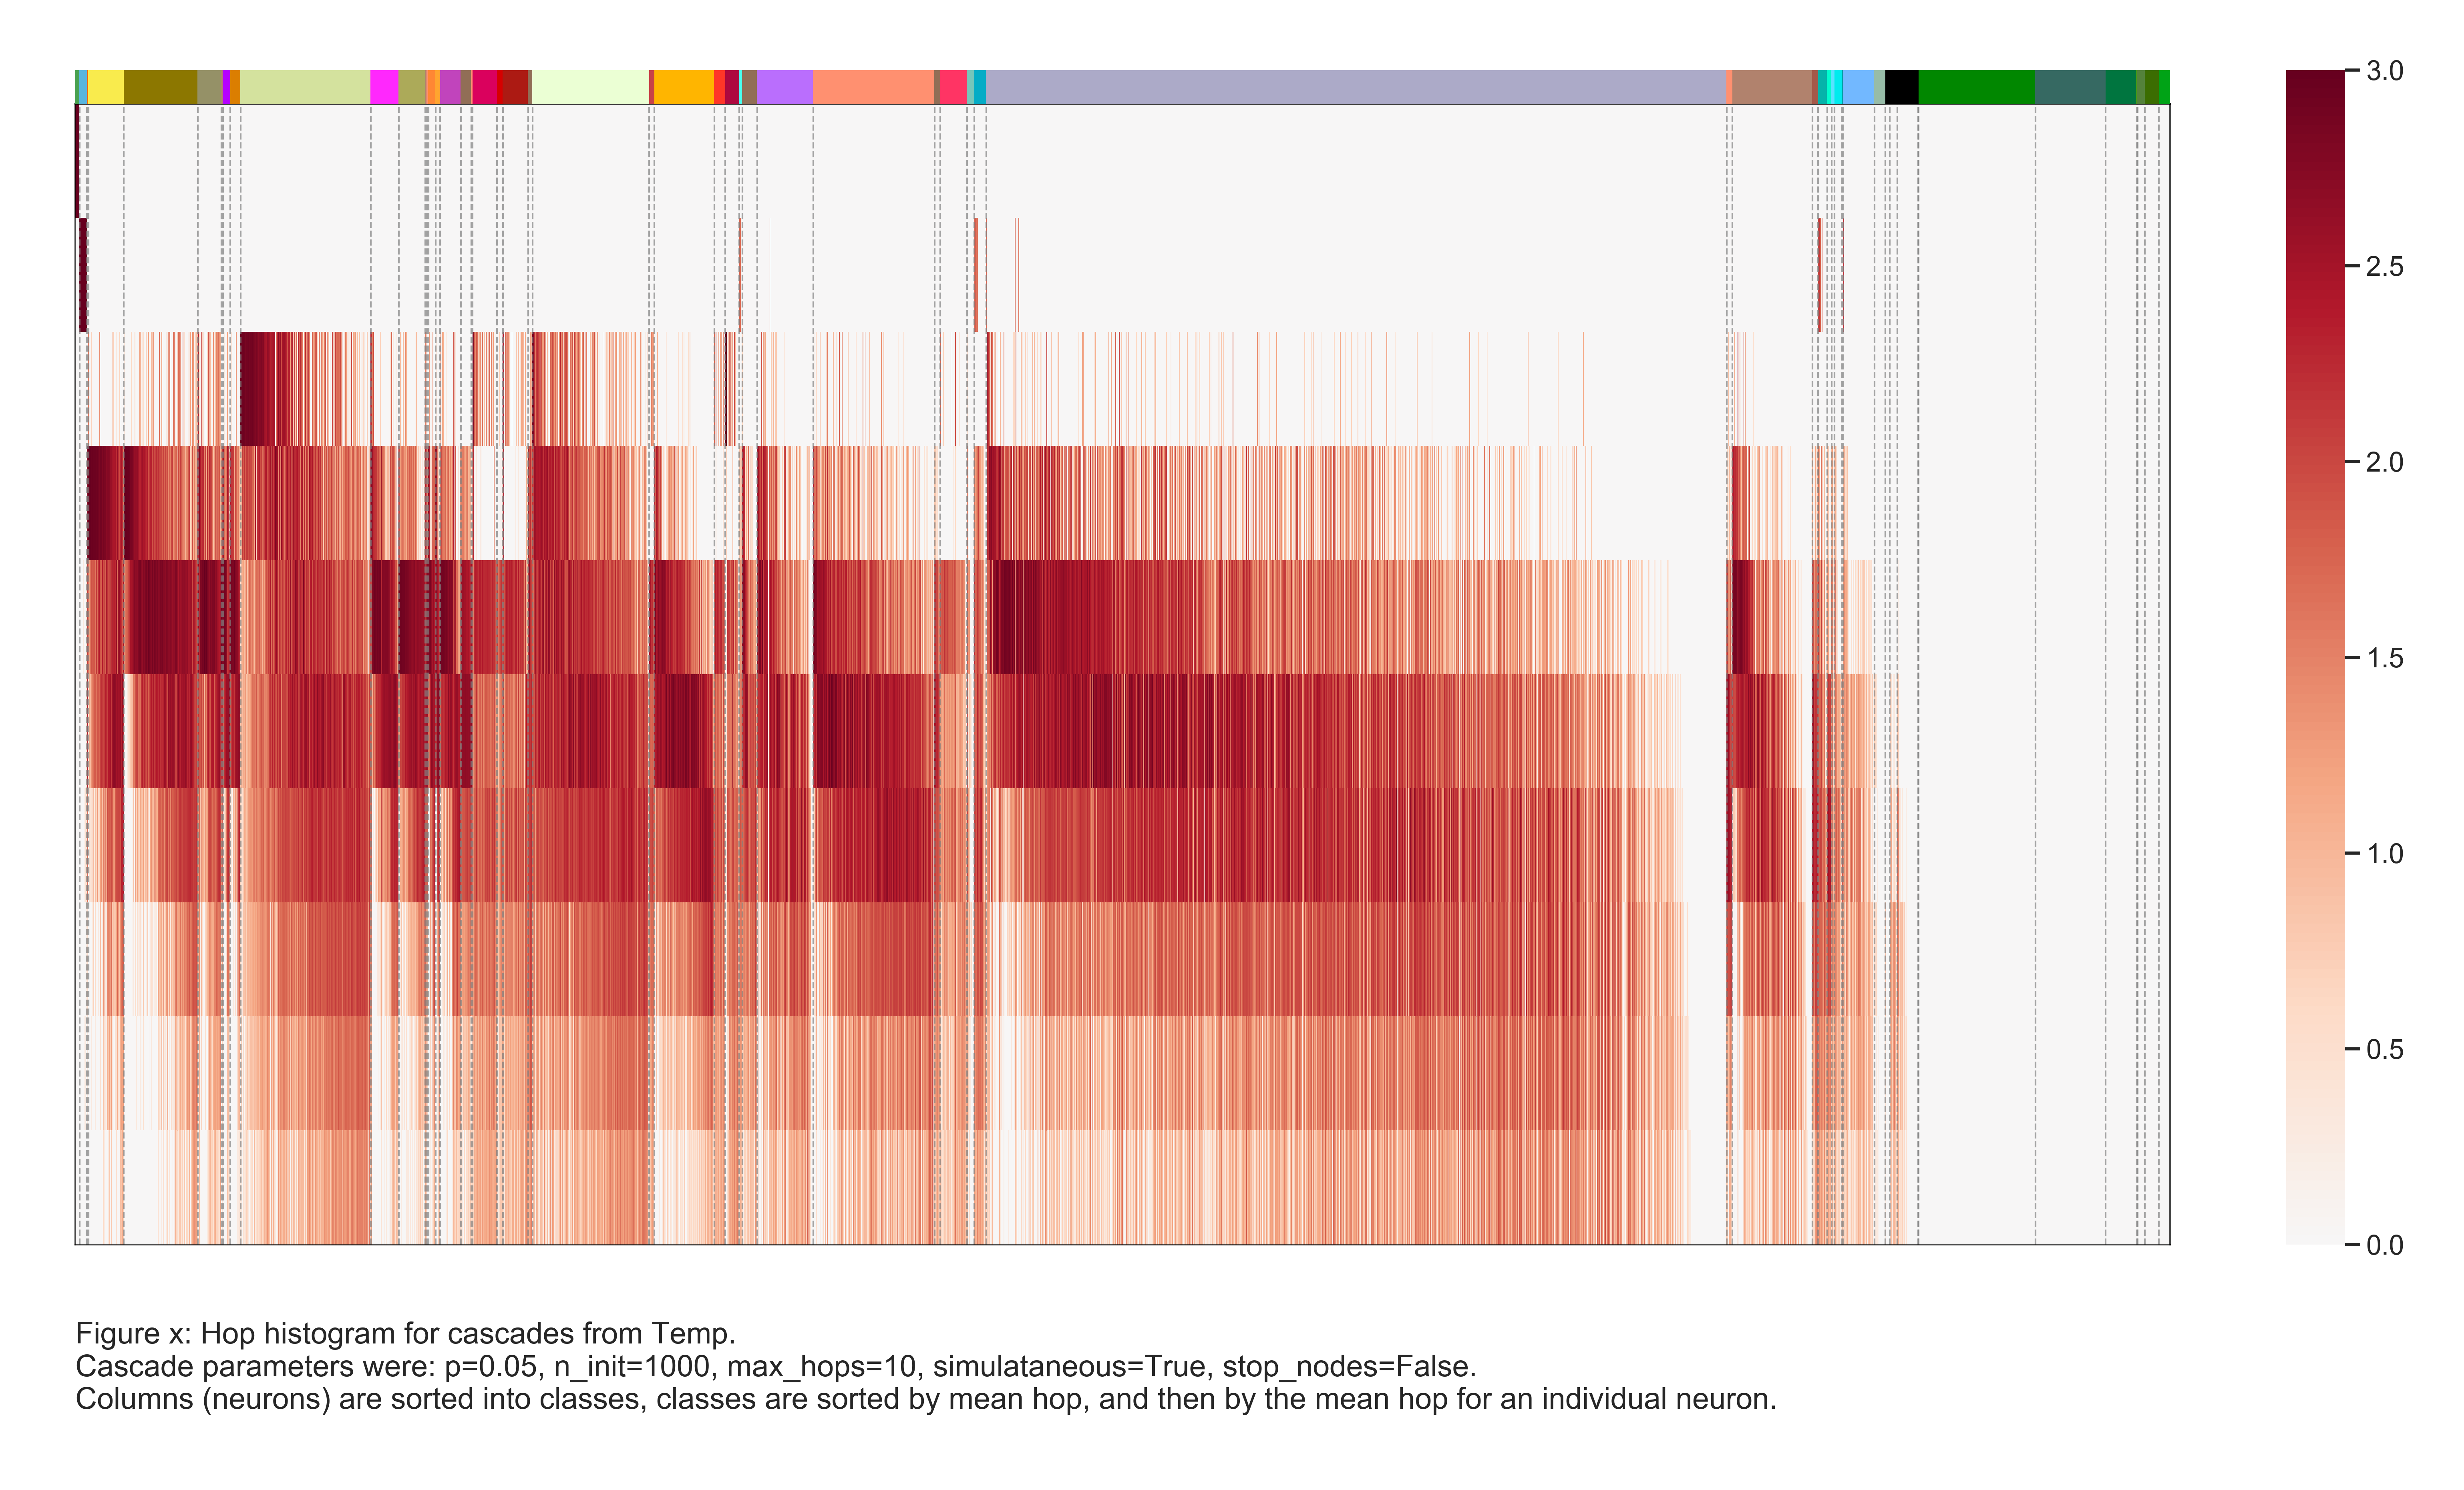 3.0
2.5
2.0
1.5
1.0
0.5
0.0
Figure x: Hop histogram for cascades from Temp.
Cascade parameters were: p=0.05, n_init=1000, max_hops=10, simulataneous=True, stop_nodes=False.
Columns (neurons) are sorted into classes, classes are sorted by mean hop, and then by the mean hop for an individual neuron.